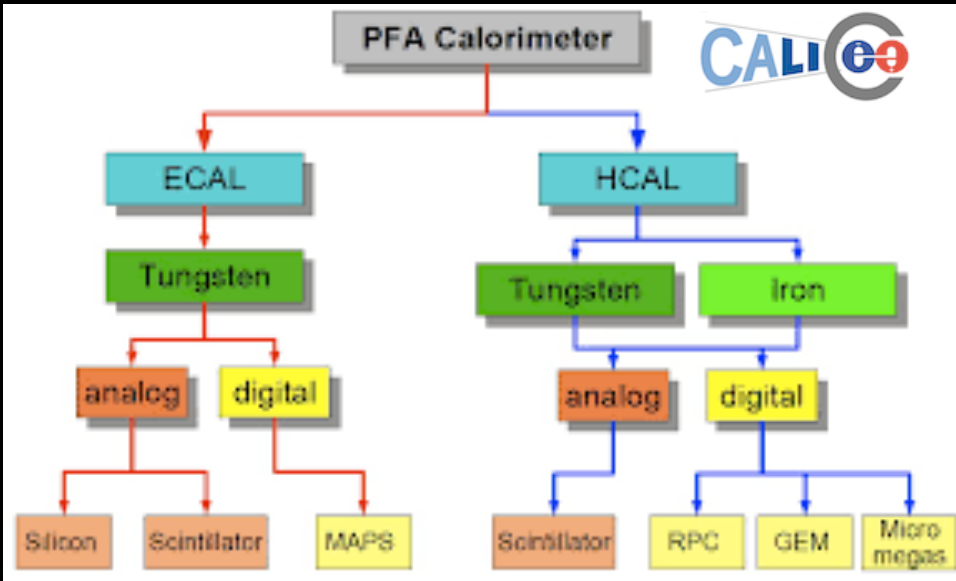 PFA Calorimeter
CALICE
ECAL
HCAL
Tungsten
Tungsten
Iron
analog
digital
analog
digital
Silicon
Scintillator
MAPS
Scintillator
RPC
GEM
Micro
megas